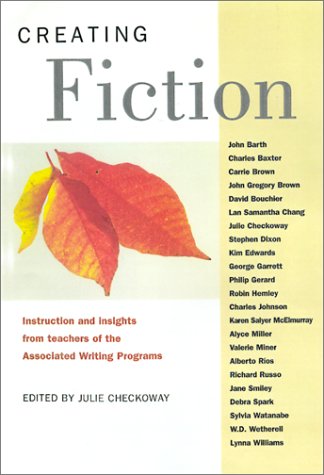 CREATING
Fiction
John Barth
Charles Baxter
Carrie Brown
John Gregory Brown
David Bouchier
Lan Samantha Chang
Julie Checkoway
Stephen Dixon
Kim Edwards
George Garrett
Philip Gerard
Robin Hemley
Charles Johnson
Karen Salyer McElmurray
Alyce Miller
Valerie Miner
Alberto Rios
Richard Russo
Jane Smiley
Debra Spark
Sylvia Watanabe
W.D. Wetherell
Lynna Williams
Instruction and insights
from teachers of the
Associated Writing Programs
EDITED BY JULIE CHECKOWAY